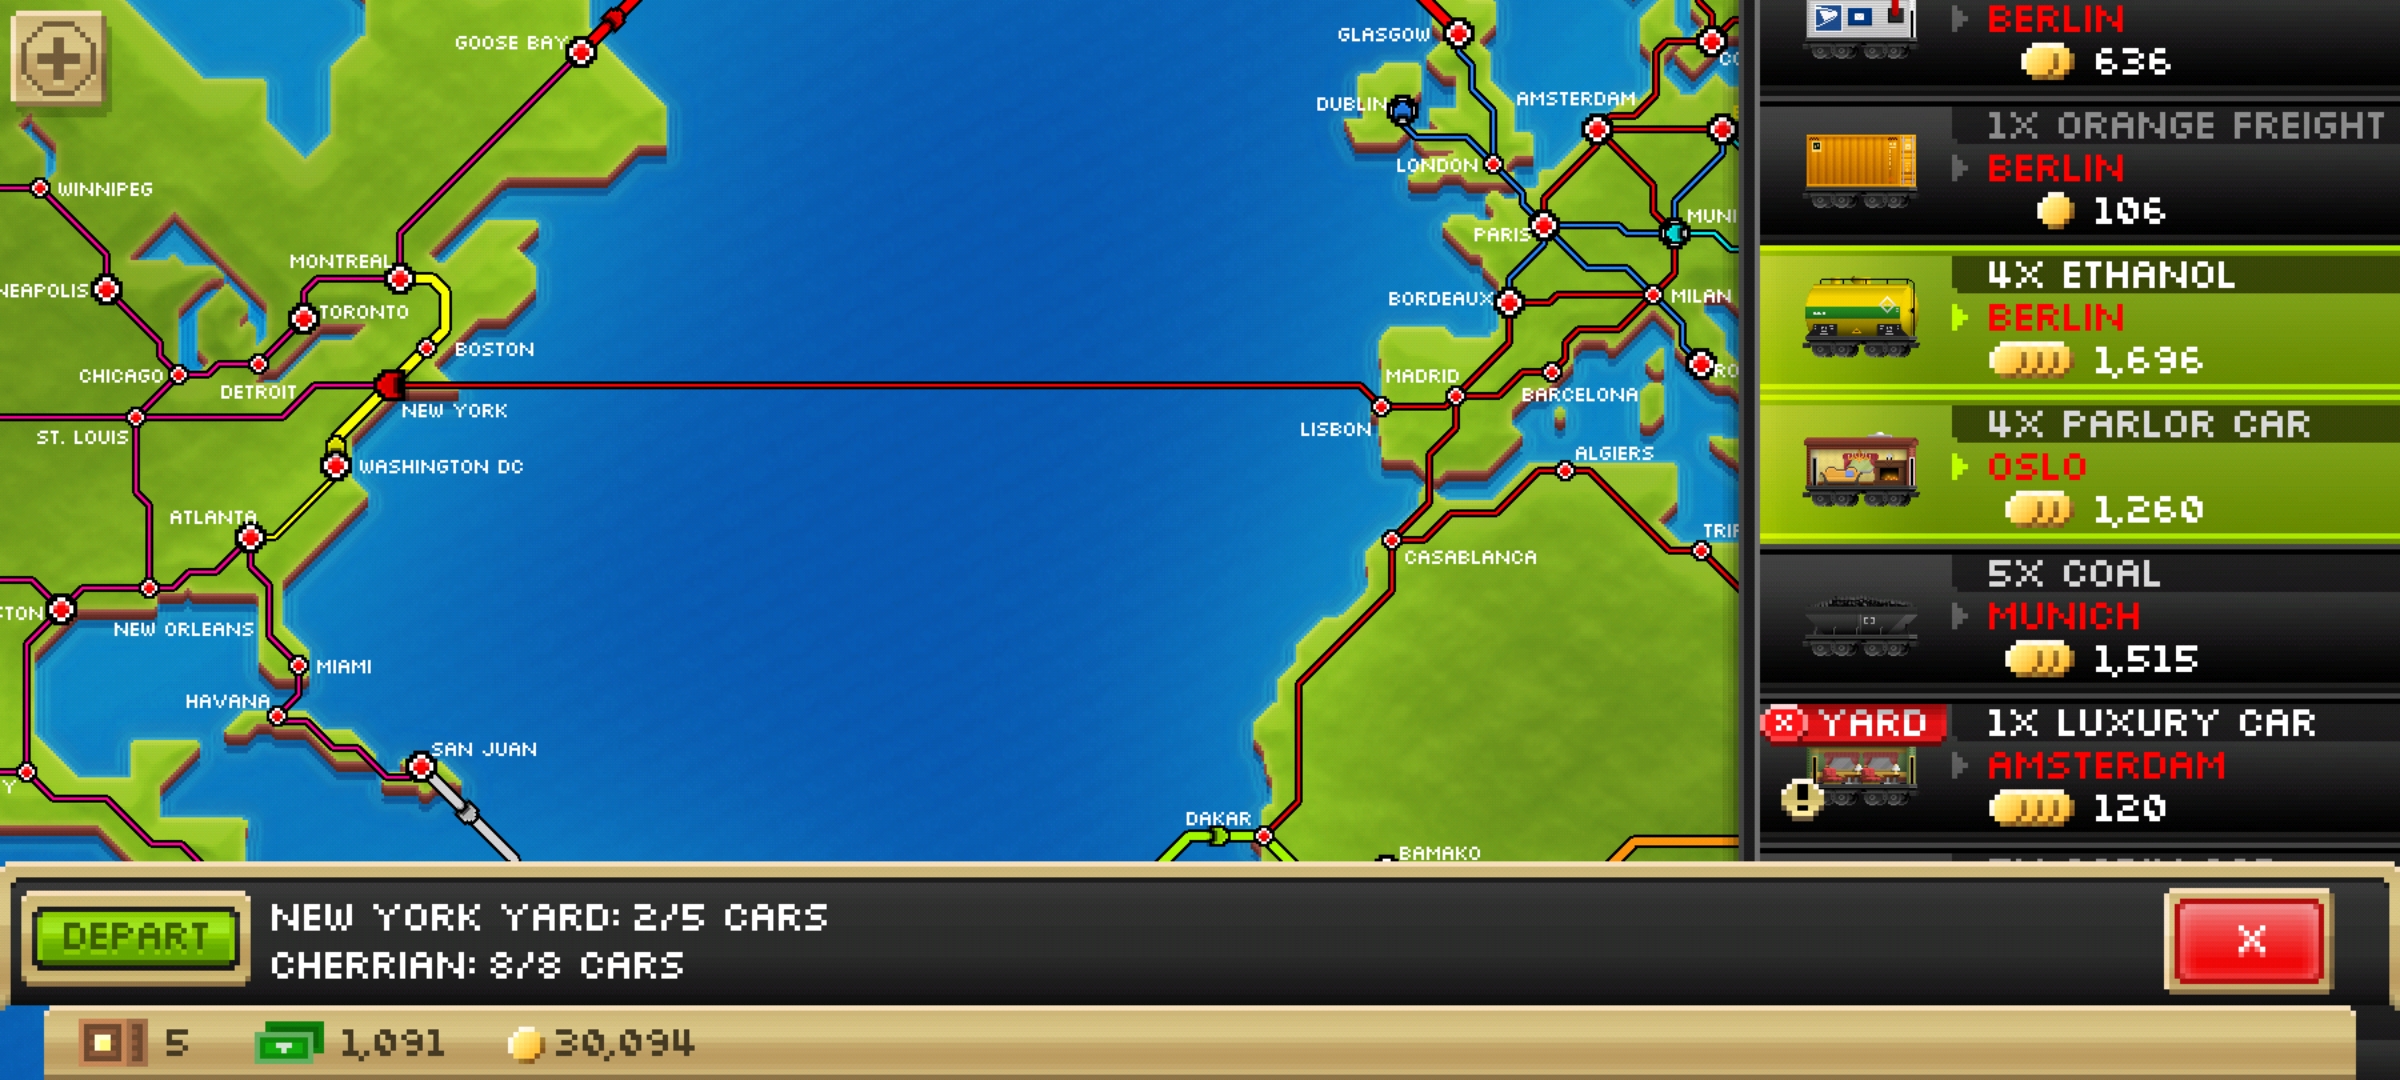 GOOSE BAY
GLASGOW
BERLIN
636
DUBLIN
AMSTERDAM
1X ORANGE FREIGHT
BERLIN
106
WINNIPEG
LONDON
PARIS
MONTREAL
4X ETHANOL
BERLIN
1,696
TORONTO
BORDEAUX
MILAN
BOSTON
CHICAGO
DETROIT
MADRID
BARCELONA
NEW YORK
LISBON
ST. LOUIS
4X PARLOR CAR
OSLO
1,260
WASHINGTON DC
ALGIERS
ATLANTA
CASABLANCA
5X COAL
MUNICH
1,515
NEW ORLEANS
MIAMI
HAVANA
SAN JUAN
YARD
1X LUXURY CAR
AMSTERDAM
120
DAKAR
BAMAKO
DEPART
NEW YORK YARD: 2/5 CARS
CHERRIAN: 8/8 CARS
X
5
1,091
30,094